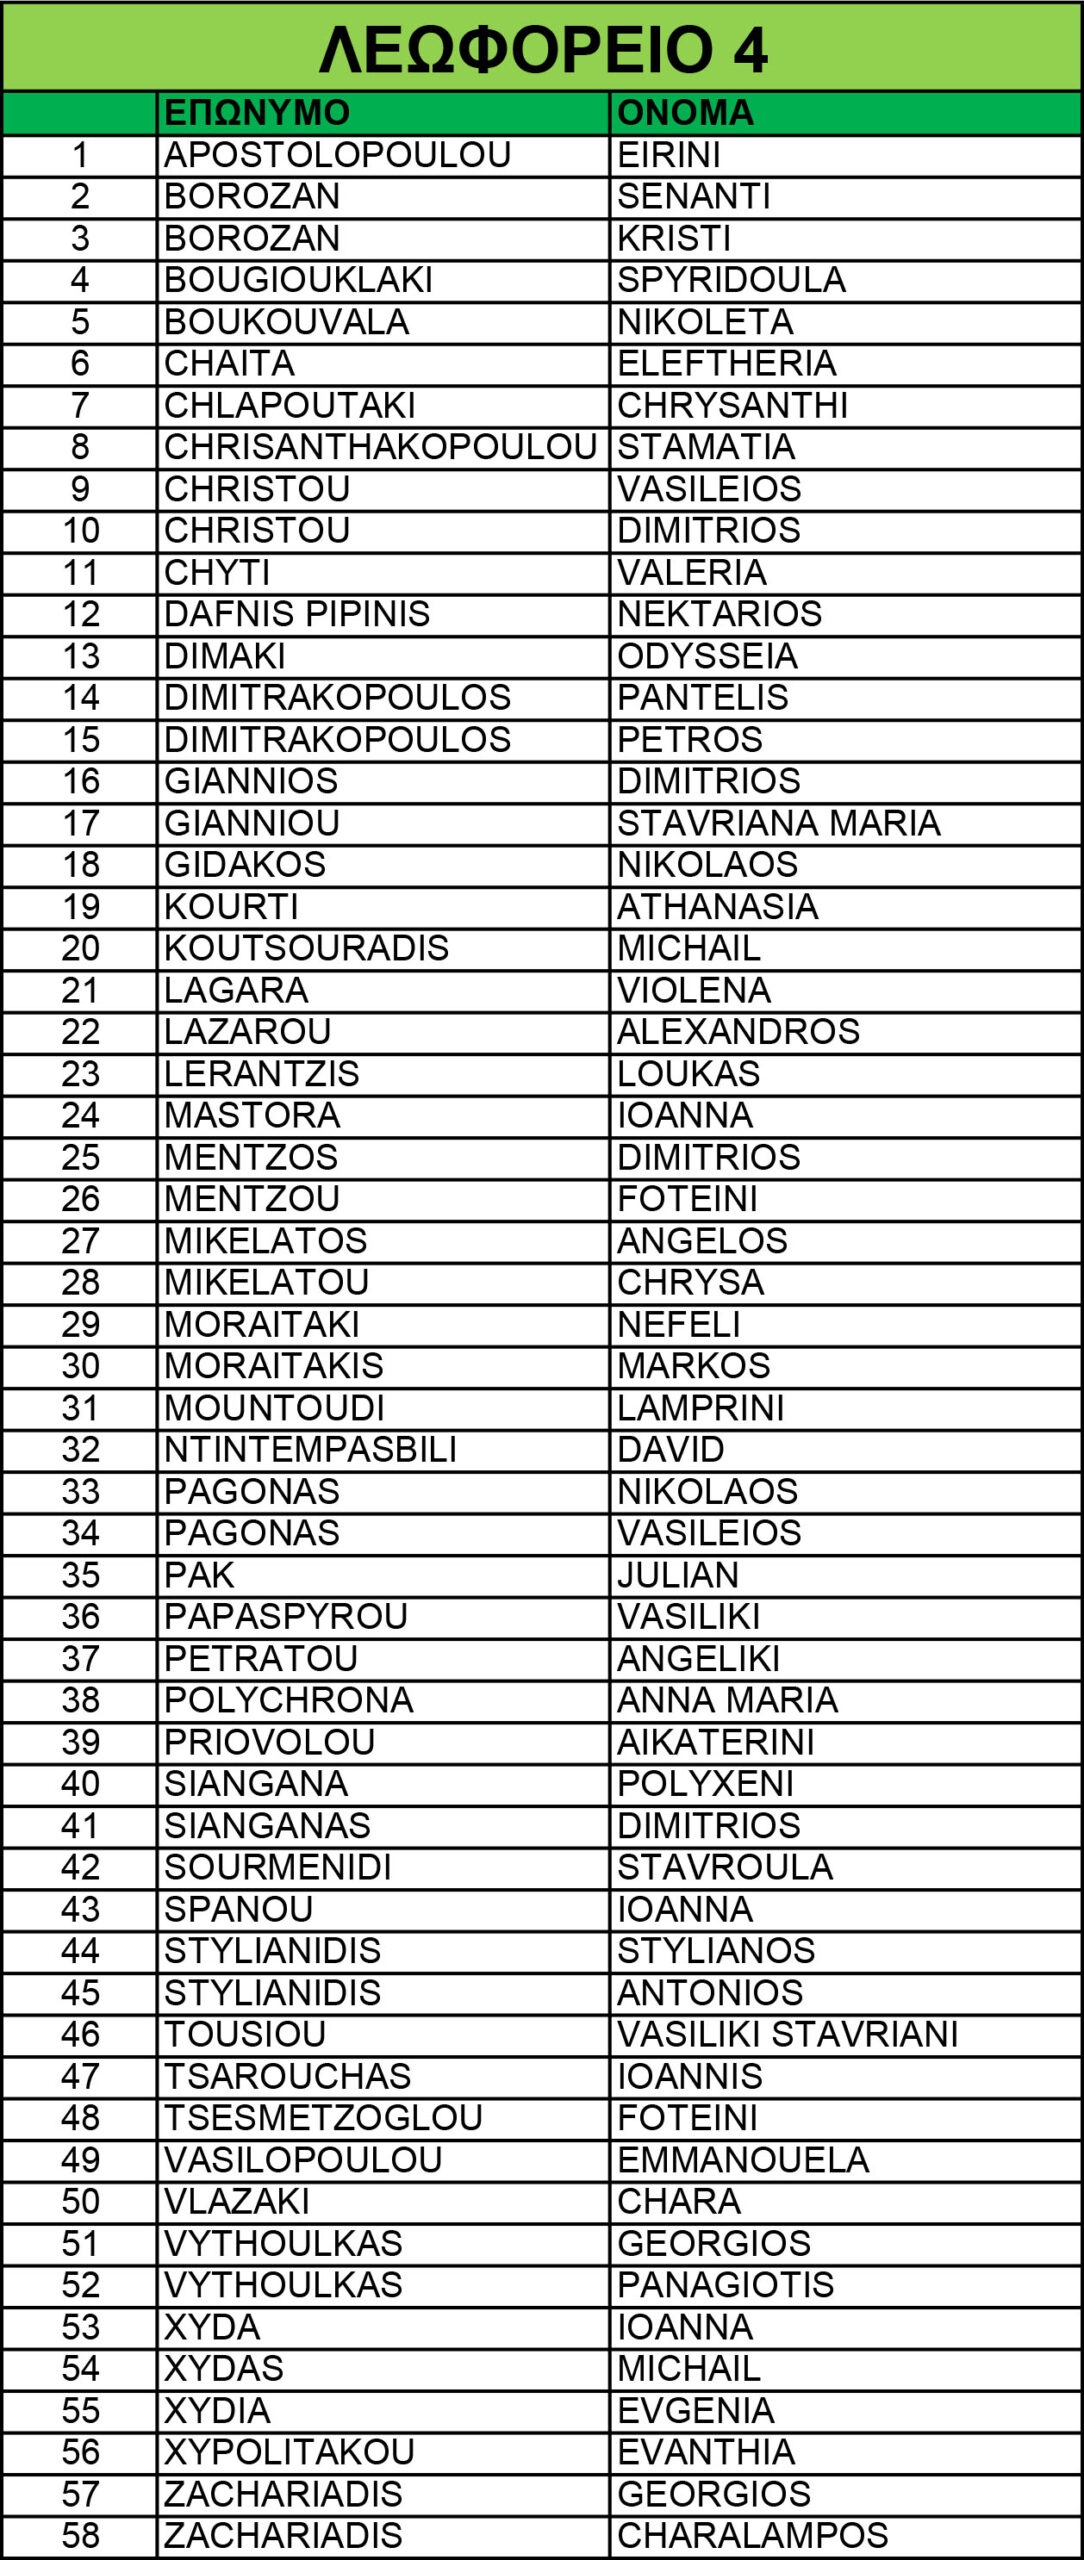 ΛΕΩΦΟΡΕΙΟ 4
ΕΠΩΝΥΜΟ ΟΝΟΜΑ
1 APOSTOLOPOULOU EIRINI
2 BOROZAN SENANTI
3 BOROZAN KRISTI
4 BOUGIOUKLAKI SPYRIDOULA
5 BOUKOUVALA NIKOLETA
6 CHAITA ELEFTHERIA
7 CHLAPOUTAKI CHRYSANTHI
8 CHRISANTHAKOPOULOU STAMATIA
9 CHRISTOU VASILEIOS
10 CHRISTOU DIMITRIOS
11 CHYTI VALERIA
12 DAFNIS PIPINIS NEKTARIOS
13 DIMAKI ODYSSEIA
14 DIMITRAKOPOULOS PANTELIS
15 DIMITRAKOPOULOS PETROS
16 GIANNIOS DIMITRIOS
17 GIANNIOU STAVRIANA MARIA
18 GIDAKOS NIKOLAOS
19 KOURTI ATHANASIA
20 KOUTSOURADIS MICHAIL
21 LAGARA VIOLENA
22 LAZAROU ALEXANDROS
23 LERANTZIS LOUKAS
24 MASTORA IOANNA
25 MENTZOS DIMITRIOS
26 MENTZOU FOTEINI
27 MIKELATOS ANGELOS
28 MIKELATOU CHRYSA
29 MORAITAKI NEFELI
30 MORAITAKIS MARKOS
31 MOUNTOUDI LAMPRINI
32 NTINTEMPASBILI DAVID
33 PAGONAS NIKOLAOS
34 PAGONAS VASILEIOS
35 PAK JULIAN
36 PAPASPYROU VASILIKI
37 PETRATOU ANGELIKI
38 POLYCHRONA ANNA MARIA
39 PRIOVOLOU AIKATERINI
40 SIANGANA POLYXENI
41 SIANGANAS DIMITRIOS
42 SOURMENIDI STAVROULA
43 SPANOU IOANNA
44 STYLIANIDIS STYLIANOS
45 STYLIANIDIS ANTONIOS
46 TOUSIOU VASILIKI STAVRIANI
47 TSAROUCHAS IOANNIS
48 TSESMETZOGLOU FOTEINI
49 VASILOPOULOU EMMANOUELA
50 VLAZAKI CHARA
51 VYTHOULKAS GEORGIOS
52 VYTHOULKAS PANAGIOTIS
53 XYDA IOANNA
54 XYDAS MICHAIL
55 XYDIA EVGENIA
56 XYPOLITAKOU EVANTHIA
57 ZACHARIADIS GEORGIOS
58 ZACHARIADIS CHARALAMPOS